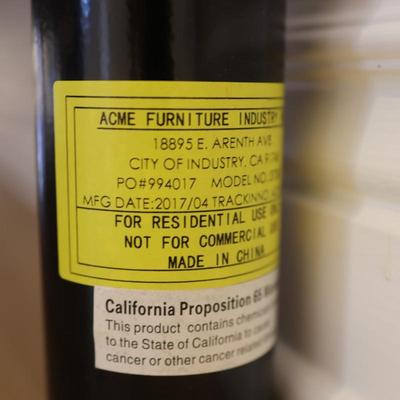 ACME FURNITURE INDUSTRY
18895 E. ARENTH AVE
CITY OF INDUSTRY, CA
PO#994017 MODEL NO.
MFG DATE:2017/04 TRACKINNO
FOR RESIDENTIAL USE
NOT FOR COMMERCIAL
MADE IN CHINA
California Proposition 65
This product contains
to the State of California to
cancer or other cancer